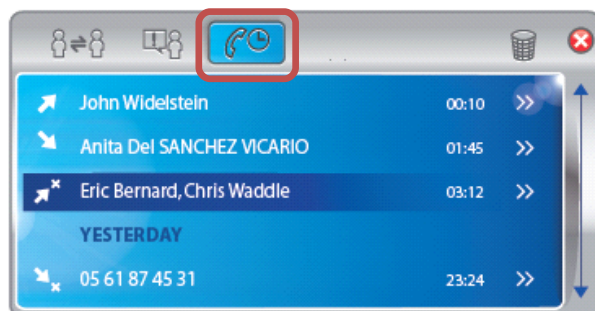 John Widelstein 00:10
Anita Del SANCHEZ VICARIO 01:45
Eric Bernard, Chris Waddle 03:12
YESTERDAY
05 61 87 45 31 23:24